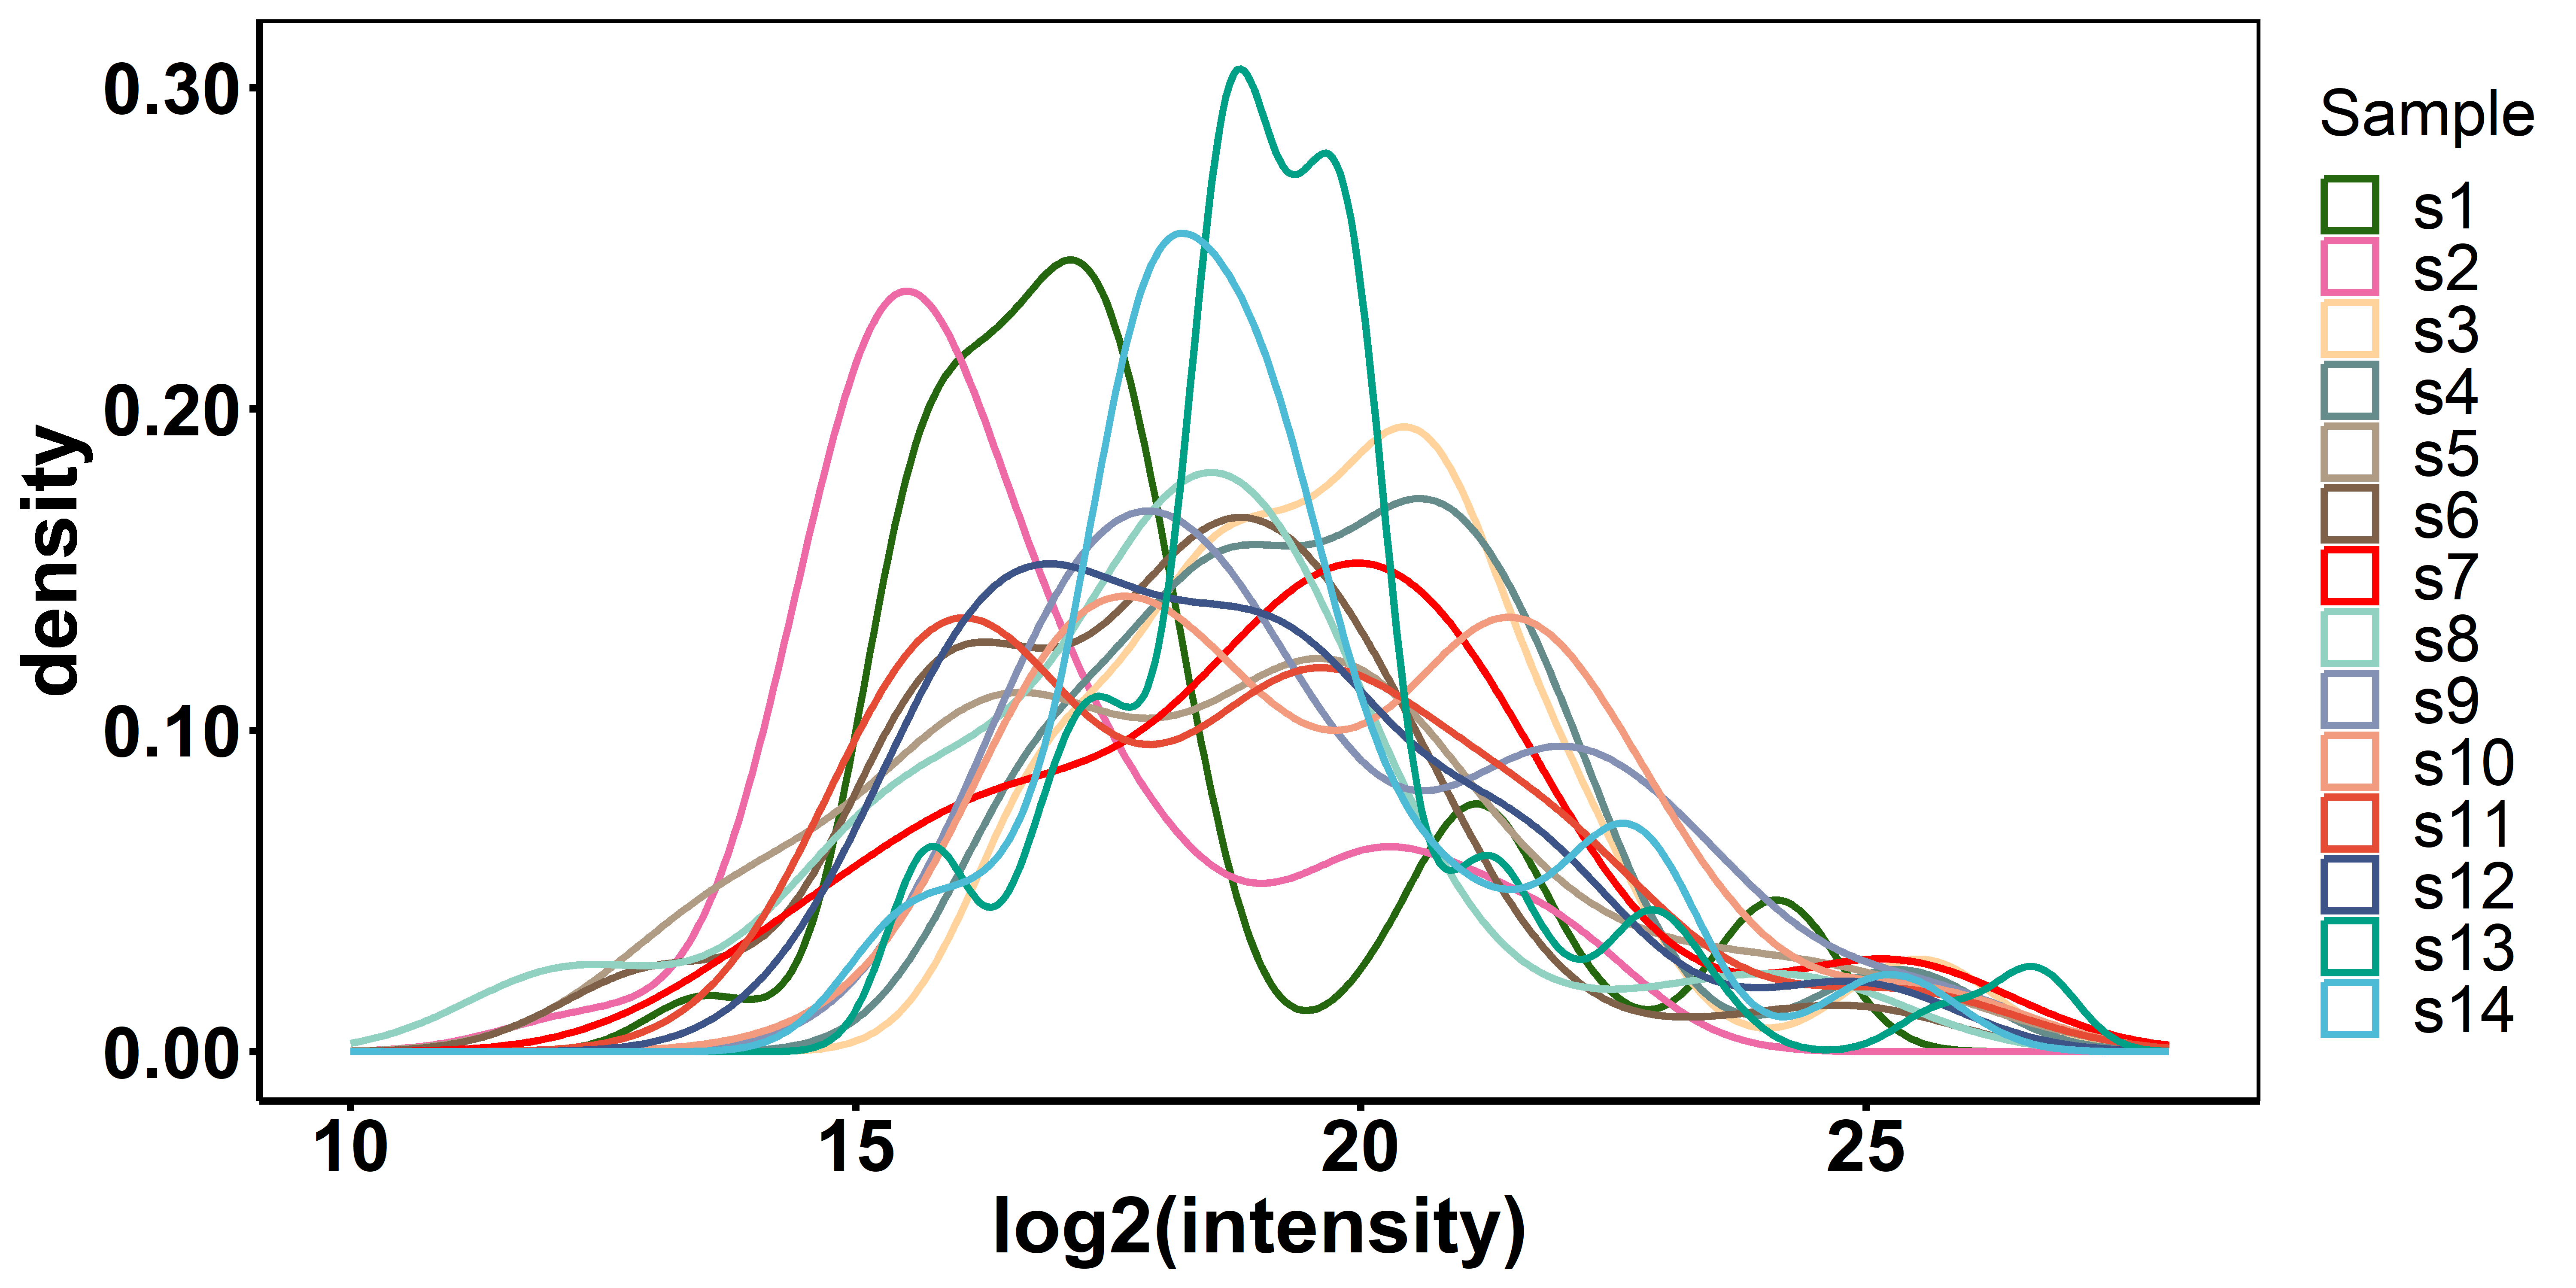 density
0.30
0.20
0.10
0.00
10 15 20 25
log2(intensity)
Sample
s1
s2
s3
s4
s5
s6
s7
s8
s9
s10
s11
s12
s13
s14